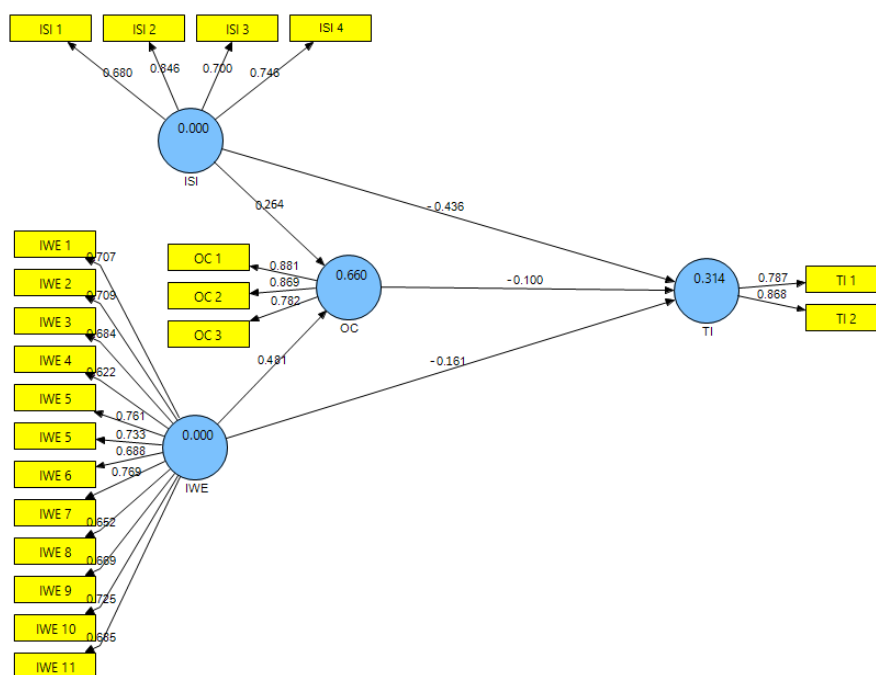 ISI 1
ISI 2
ISI 3
ISI 4
0.680
0.846
0.700
0.746
0.000
ISI
0.264
-0.436
IWE 1
IWE 2
IWE 3
IWE 4
IWE 5
IWE 5
IWE 6
IWE 7
IWE 8
IWE 9
IWE 10
IWE 11
0.707
0.709
0.684
0.622
0.761
0.733
0.688
0.769
0.652
0.669
0.725
0.685
0.000
IWE
OC 1
OC 2
OC 3
0.881
0.869
0.782
0.660
OC
0.481
-0.100
-0.161
0.314
TI
0.787
0.868
TI 1
TI 2